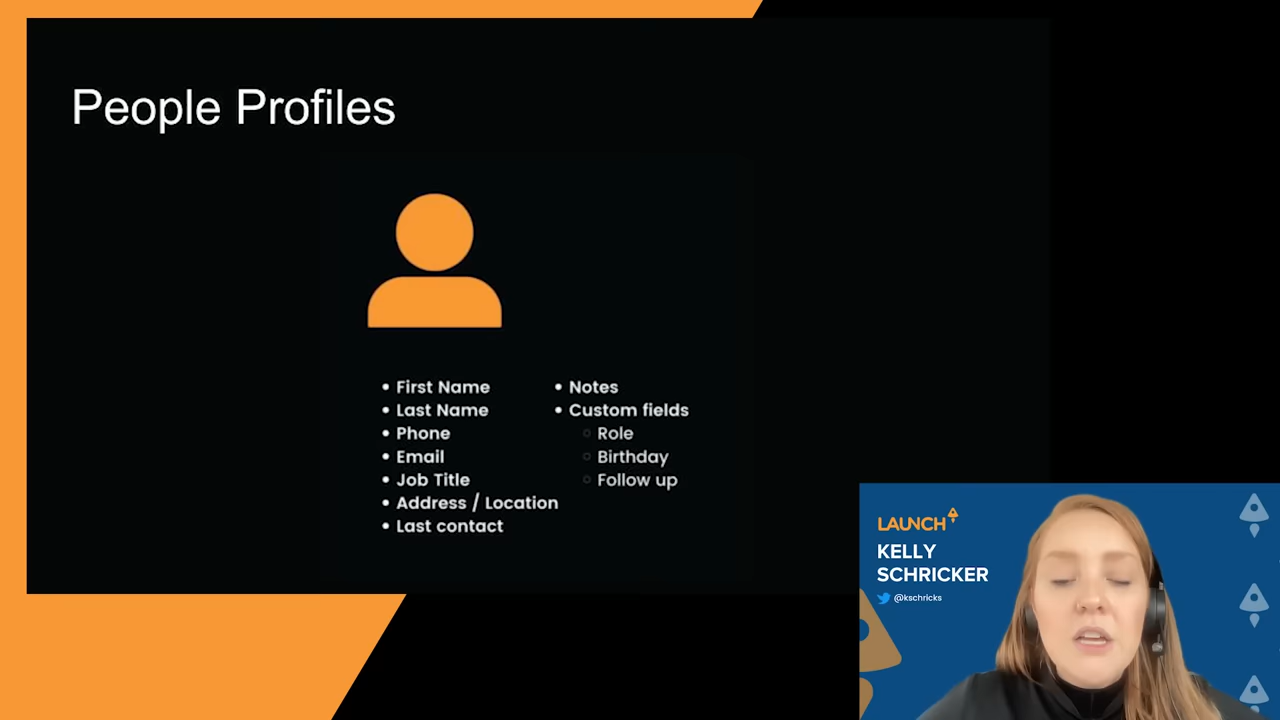 People Profiles
• First Name
• Last Name
• Phone
• Email
• Job Title
• Address / Location
• Last contact
• Notes
• Custom fields
○ Role
○ Birthday
○ Follow up
LAUNCH
KELLY
SCHRICKER
@kschricks